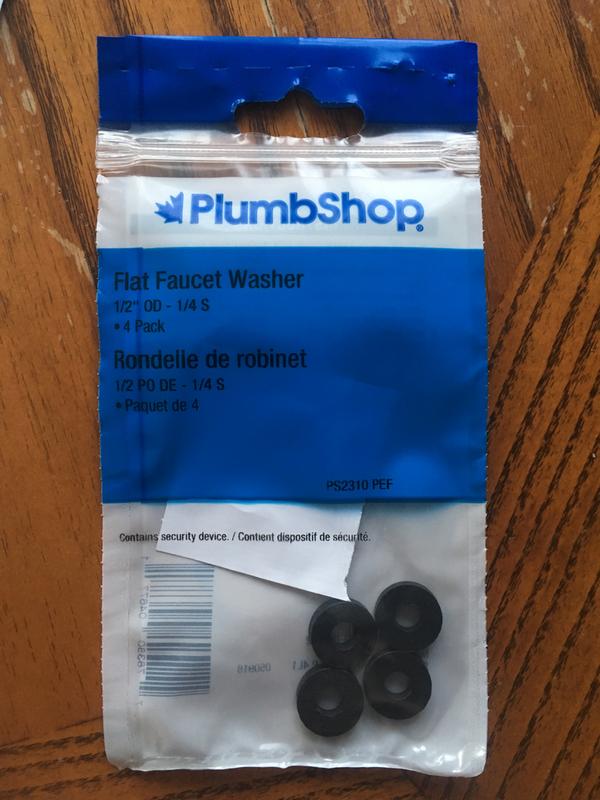 PlumbShop®
Flat Faucet Washer
1/2" OD - 1/4 S
• 4 Pack
Rondelle de robinet
1/2 PO DE - 1/4 S
• Paquet de 4
PS2310 PEF
Contains security device. / Contient dispositif de sécurité.
050918